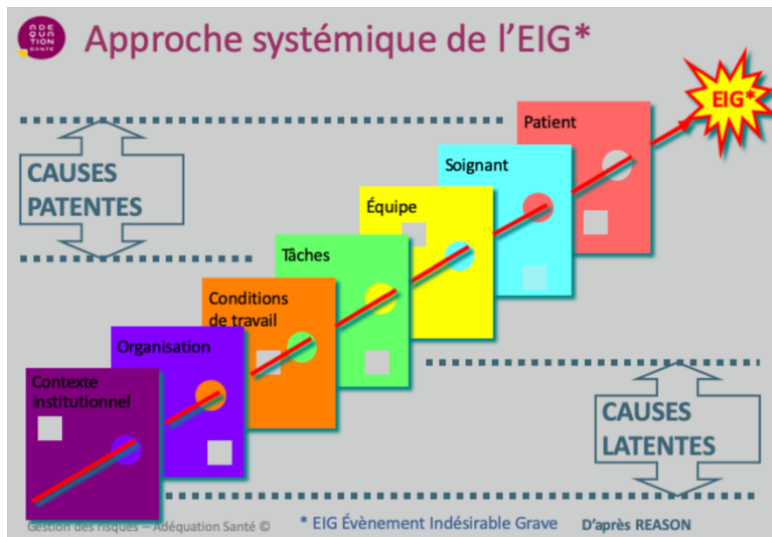 ADE
QUA
TION
SANTÉ
Approche systémique de l'EIG*
EIG*
Patient
Soignant
CAUSES
PATENTES
Équipe
Tâches
Conditions
de travail
Organisation
Contexte
institutionnel
CAUSES
LATENTES
Gestion des risques – Adéquation Santé ©
* EIG Évènement Indésirable Grave
D'après REASON